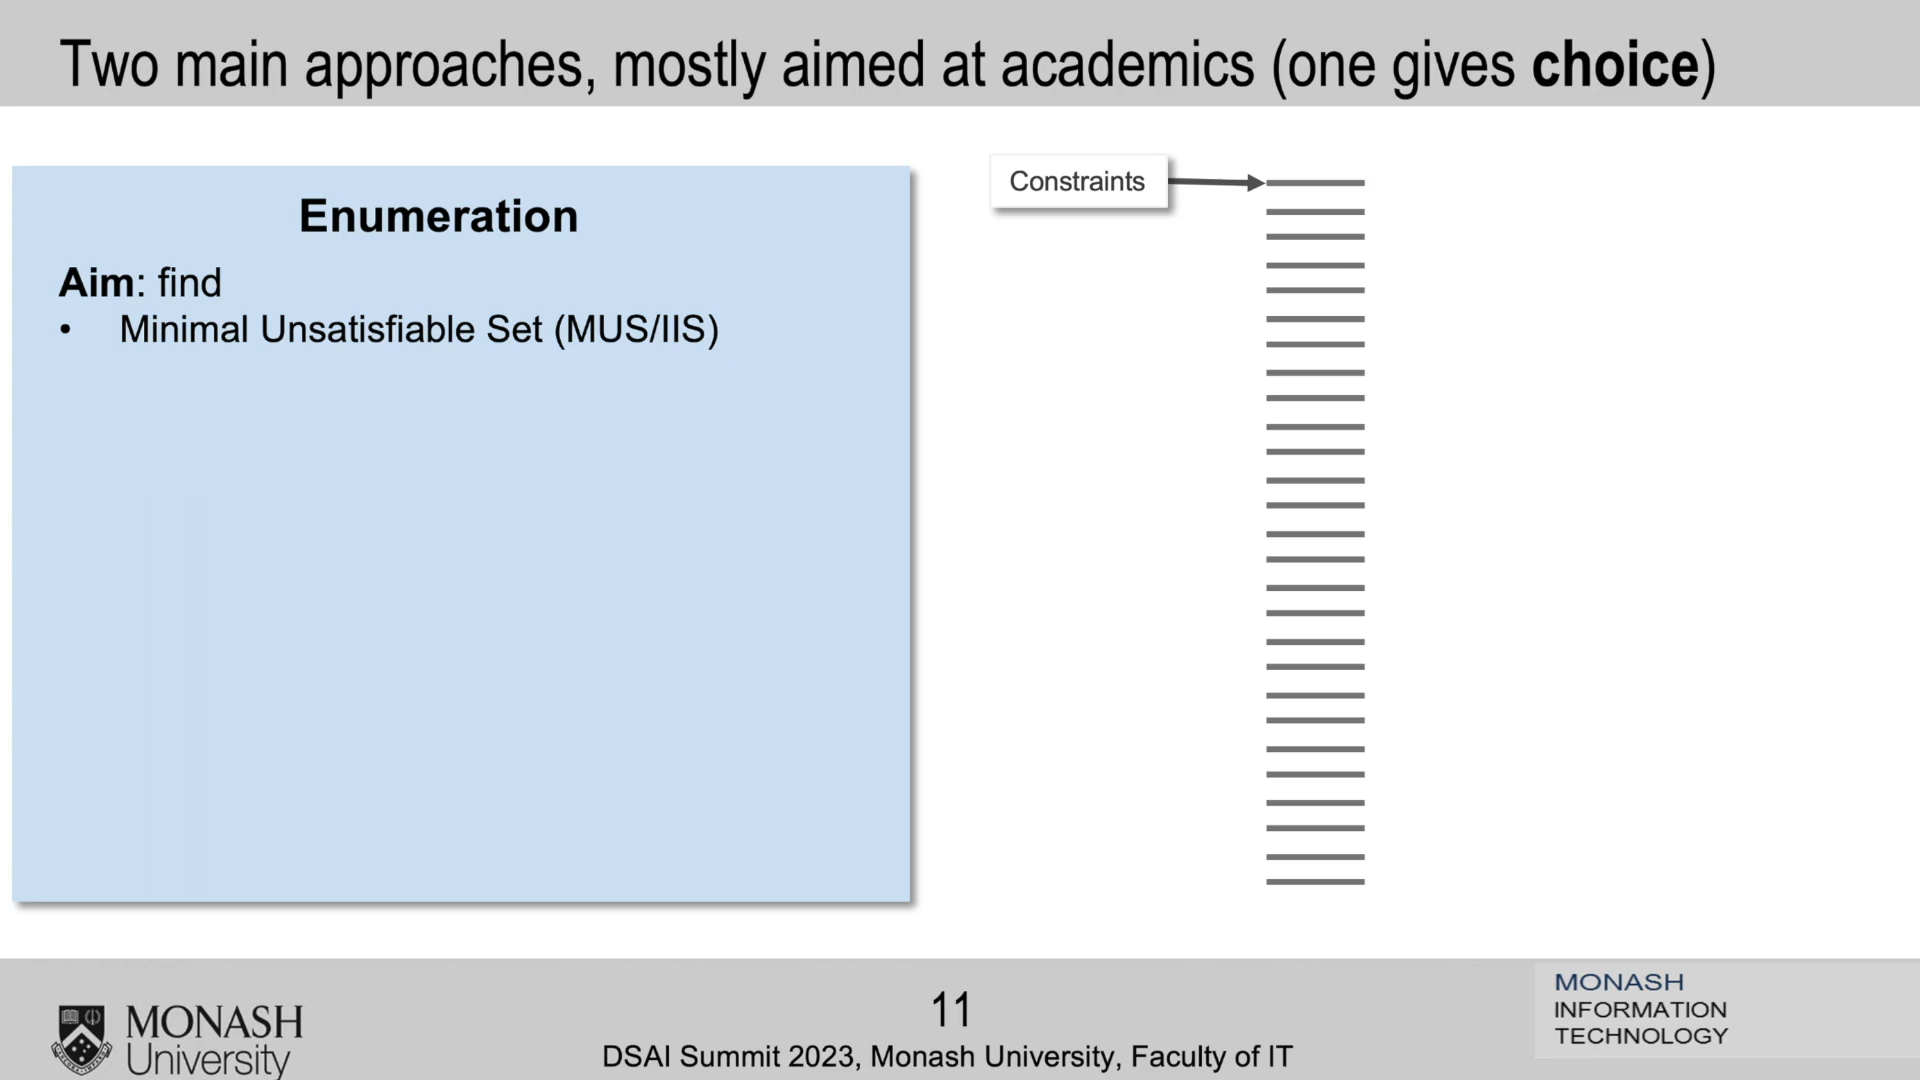 Two main approaches, mostly aimed at academics (one gives choice)
Enumeration
Aim: find
• Minimal Unsatisfiable Set (MUS/IIS)
Constraints
MONASH
University
11
DSAI Summit 2023, Monash University, Faculty of IT
MONASH
INFORMATION
TECHNOLOGY